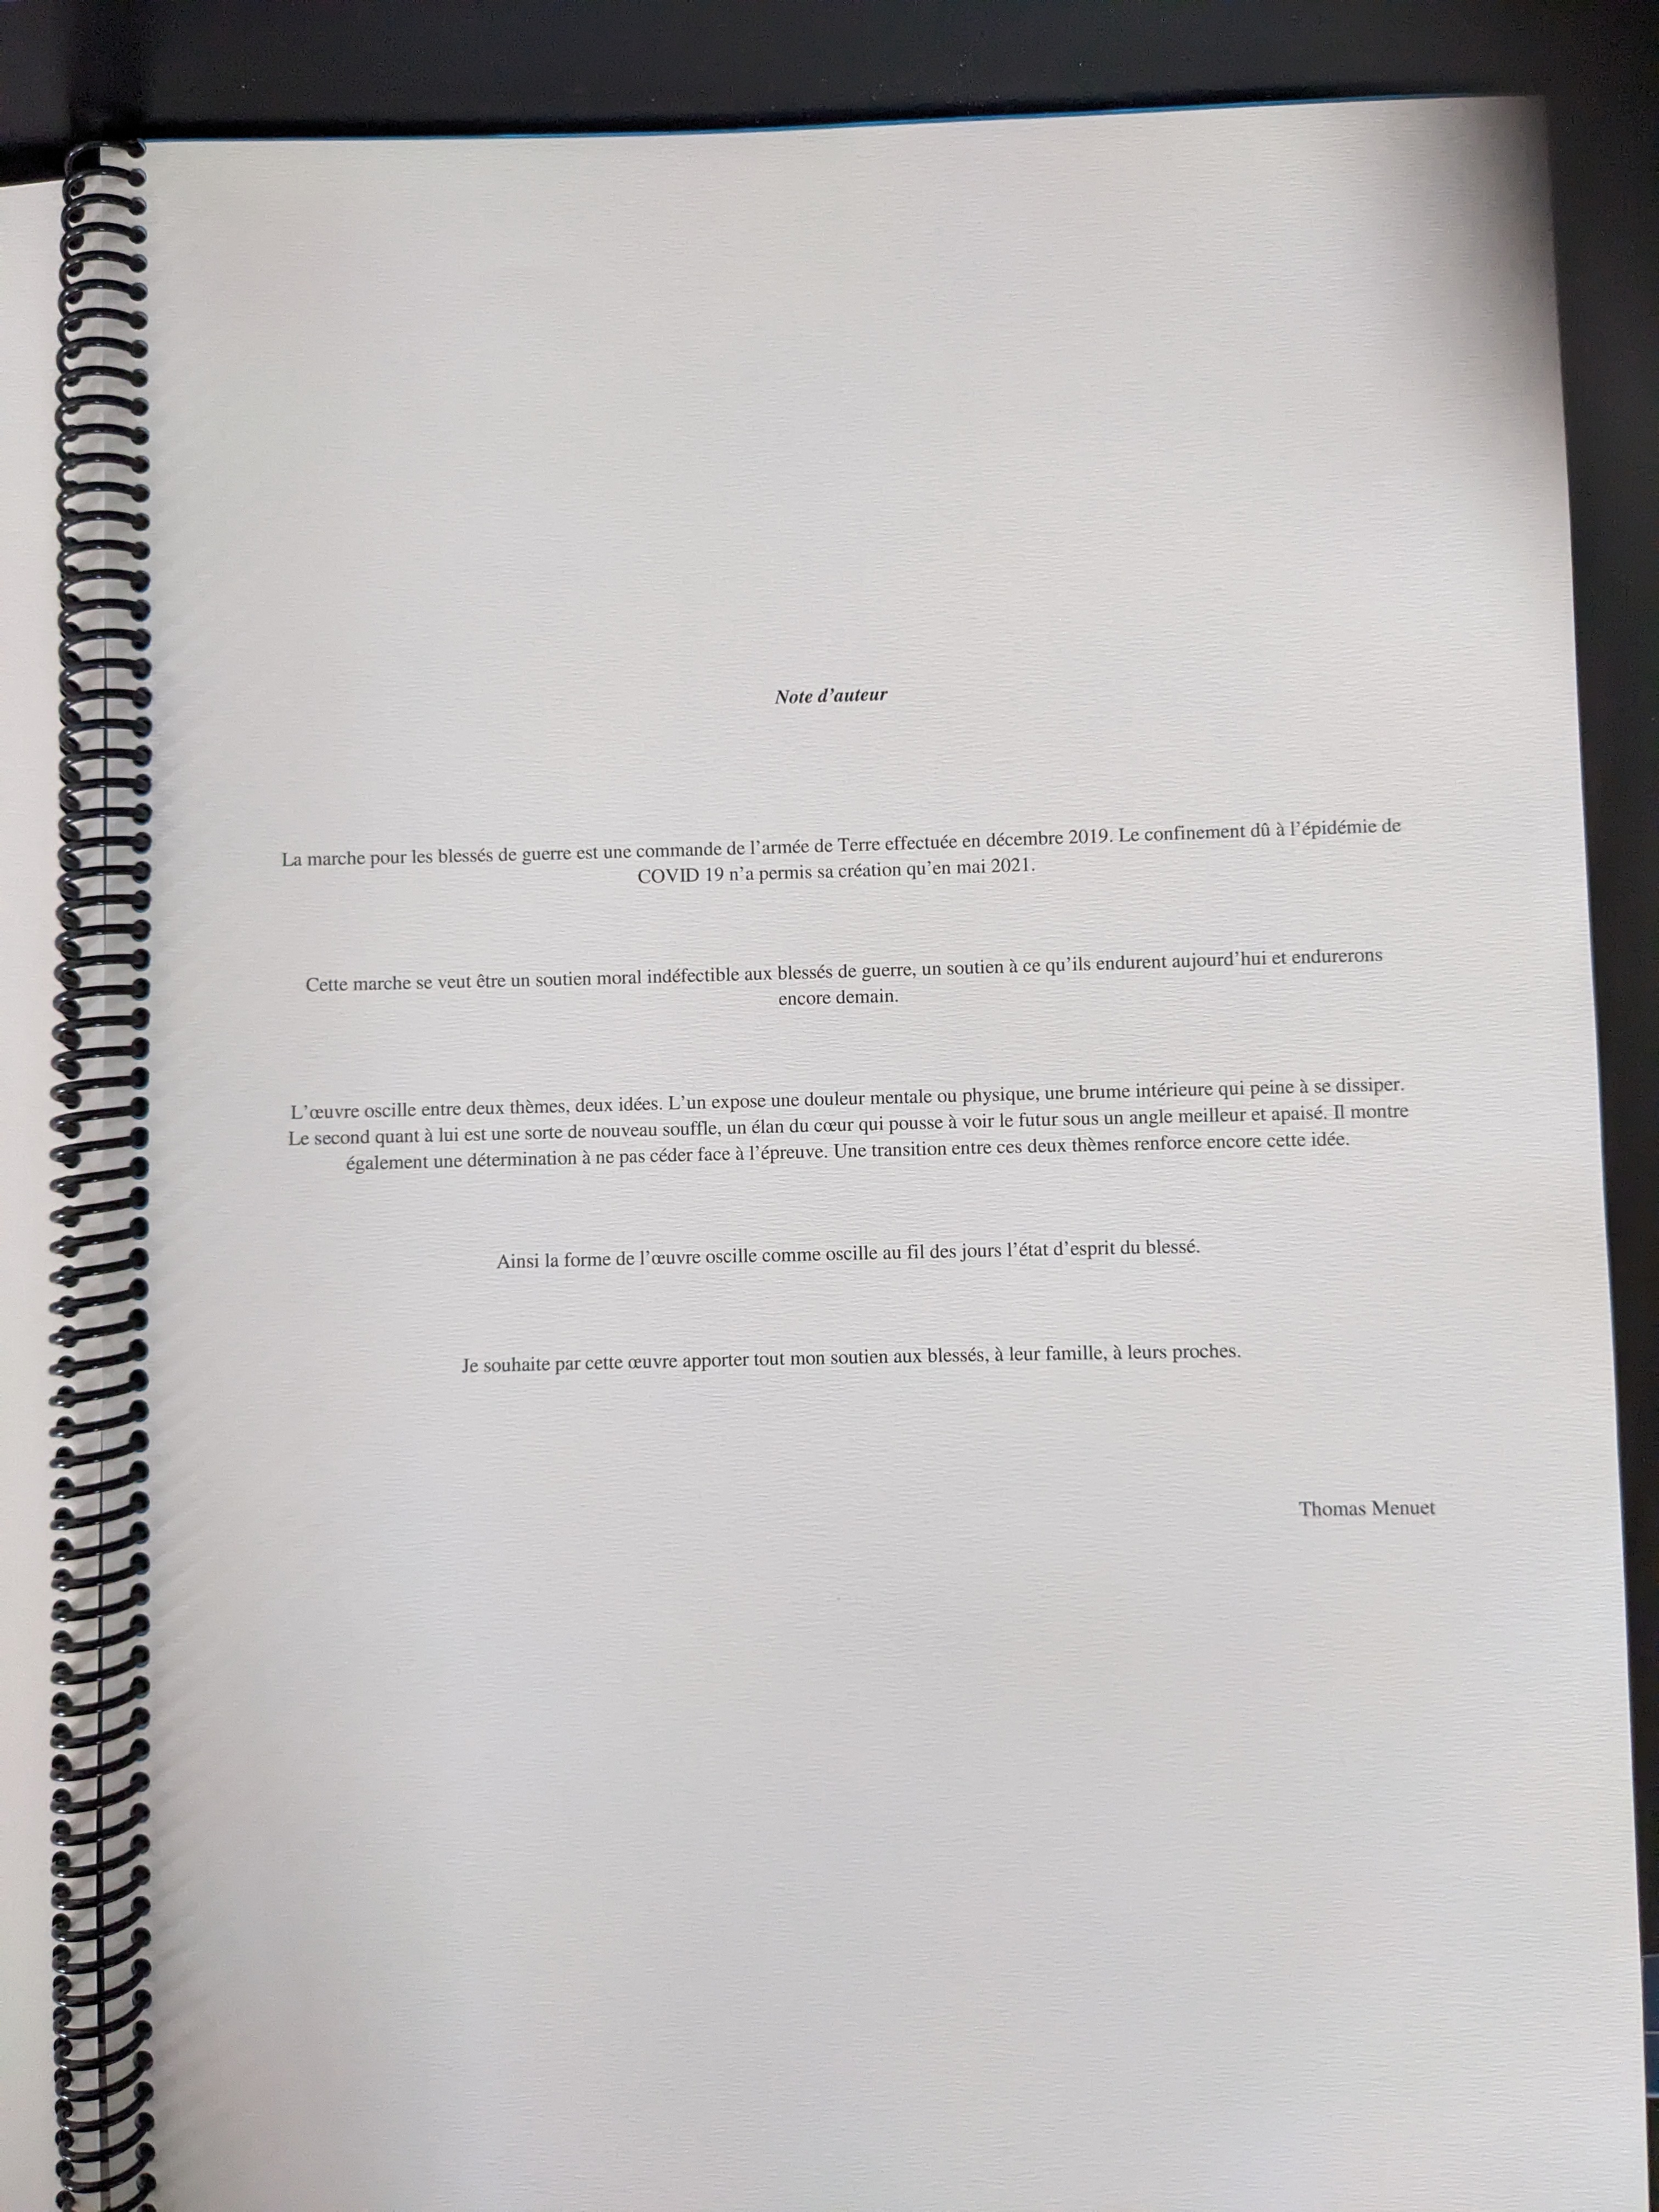 Note d’auteur
La marche pour les blessés de guerre est une commande de l’armée de Terre effectuée en décembre 2019. Le confinement dû à l’épidémie de
COVID 19 n’a permis sa création qu’en mai 2021.
Cette marche se veut être un soutien moral indéfectible aux blessés de guerre, un soutien à ce qu’ils endurent aujourd’hui et endurerons
encore demain.
L’œuvre oscille entre deux thèmes, deux idées. L’un expose une douleur mentale ou physique, une brume intérieure qui peine à se dissiper.
Le second quant à lui est une sorte de nouveau souffle, un élan du cœur qui pousse à voir le futur sous un angle meilleur et apaisé. Il montre
également une détermination à ne pas céder face à l’épreuve. Une transition entre ces deux thèmes renforce encore cette idée.
Ainsi la forme de l’œuvre oscille comme oscille au fil des jours l’état d’esprit du blessé.
Je souhaite par cette œuvre apporter tout mon soutien aux blessés, à leur famille, à leurs proches.
Thomas Menuet